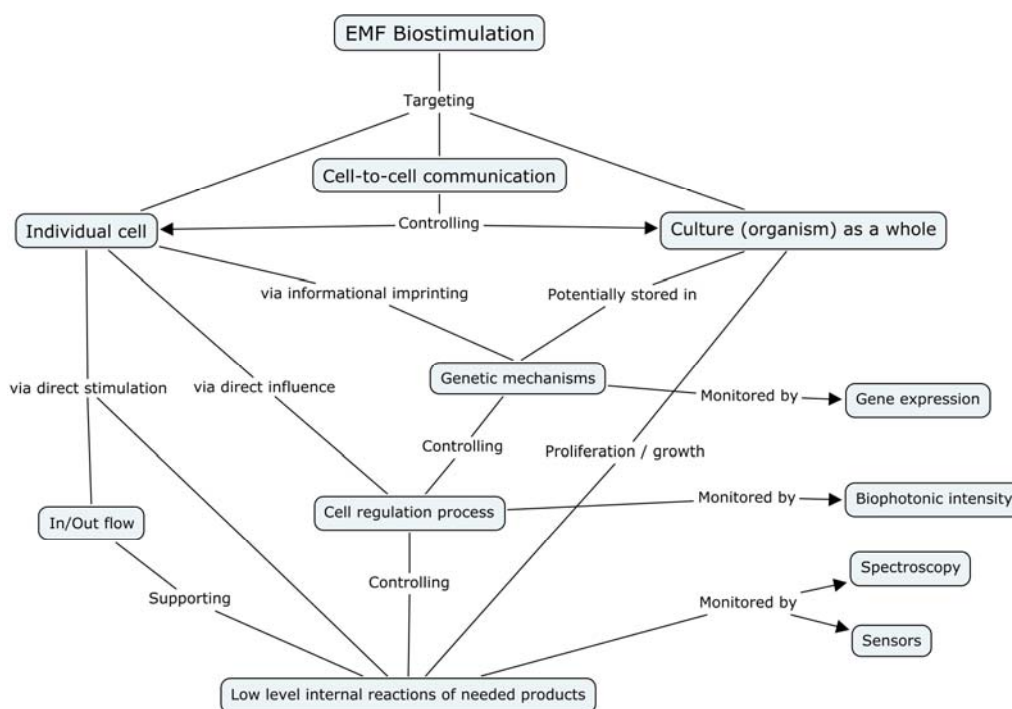 EMF Biostimulation
Targeting
Cell-to-cell communication
Individual cell
Controlling
Culture (organism) as a whole
via informational imprinting
Potentially stored in
via direct stimulation
via direct influence
Genetic mechanisms
Monitored by
Gene expression
Controlling
Proliferation / growth
In/Out flow
Cell regulation process
Monitored by
Biophotonic intensity
Supporting
Controlling
Monitored by
Spectroscopy
Sensors
Low level internal reactions of needed products